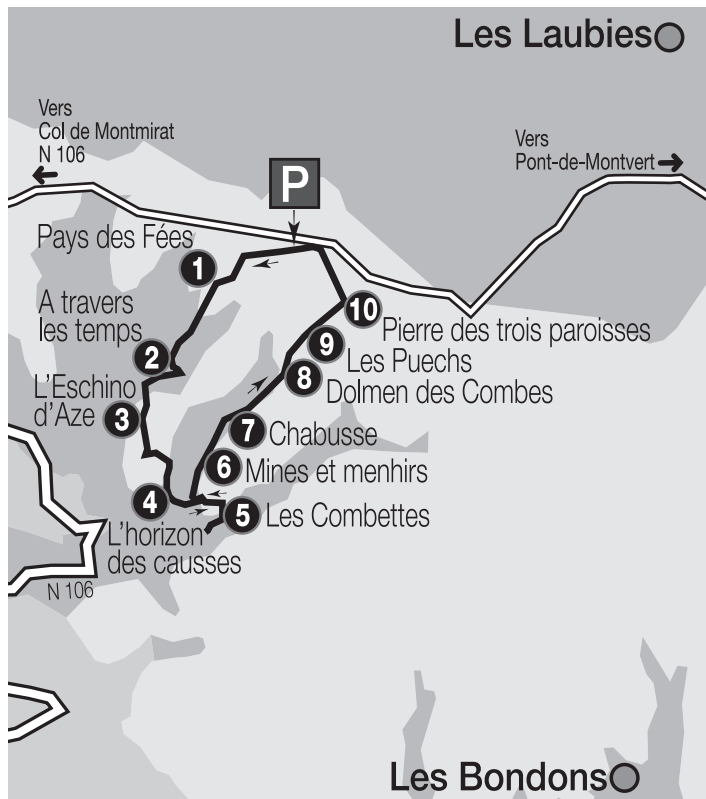 Les Laubies
Vers
Col de Montmirat
N 106
Vers
Pont-de-Montvert
P
Pays des Fées
1
A travers
les temps
2
L'Eschino
d'Aze
3
4
L'horizon
des causses
5 Les Combettes
6 Mines et menhirs
7 Chabusse
8 Dolmen des Combes
9 Les Puechs
10 Pierre des trois paroisses
N 106
Les Bondons